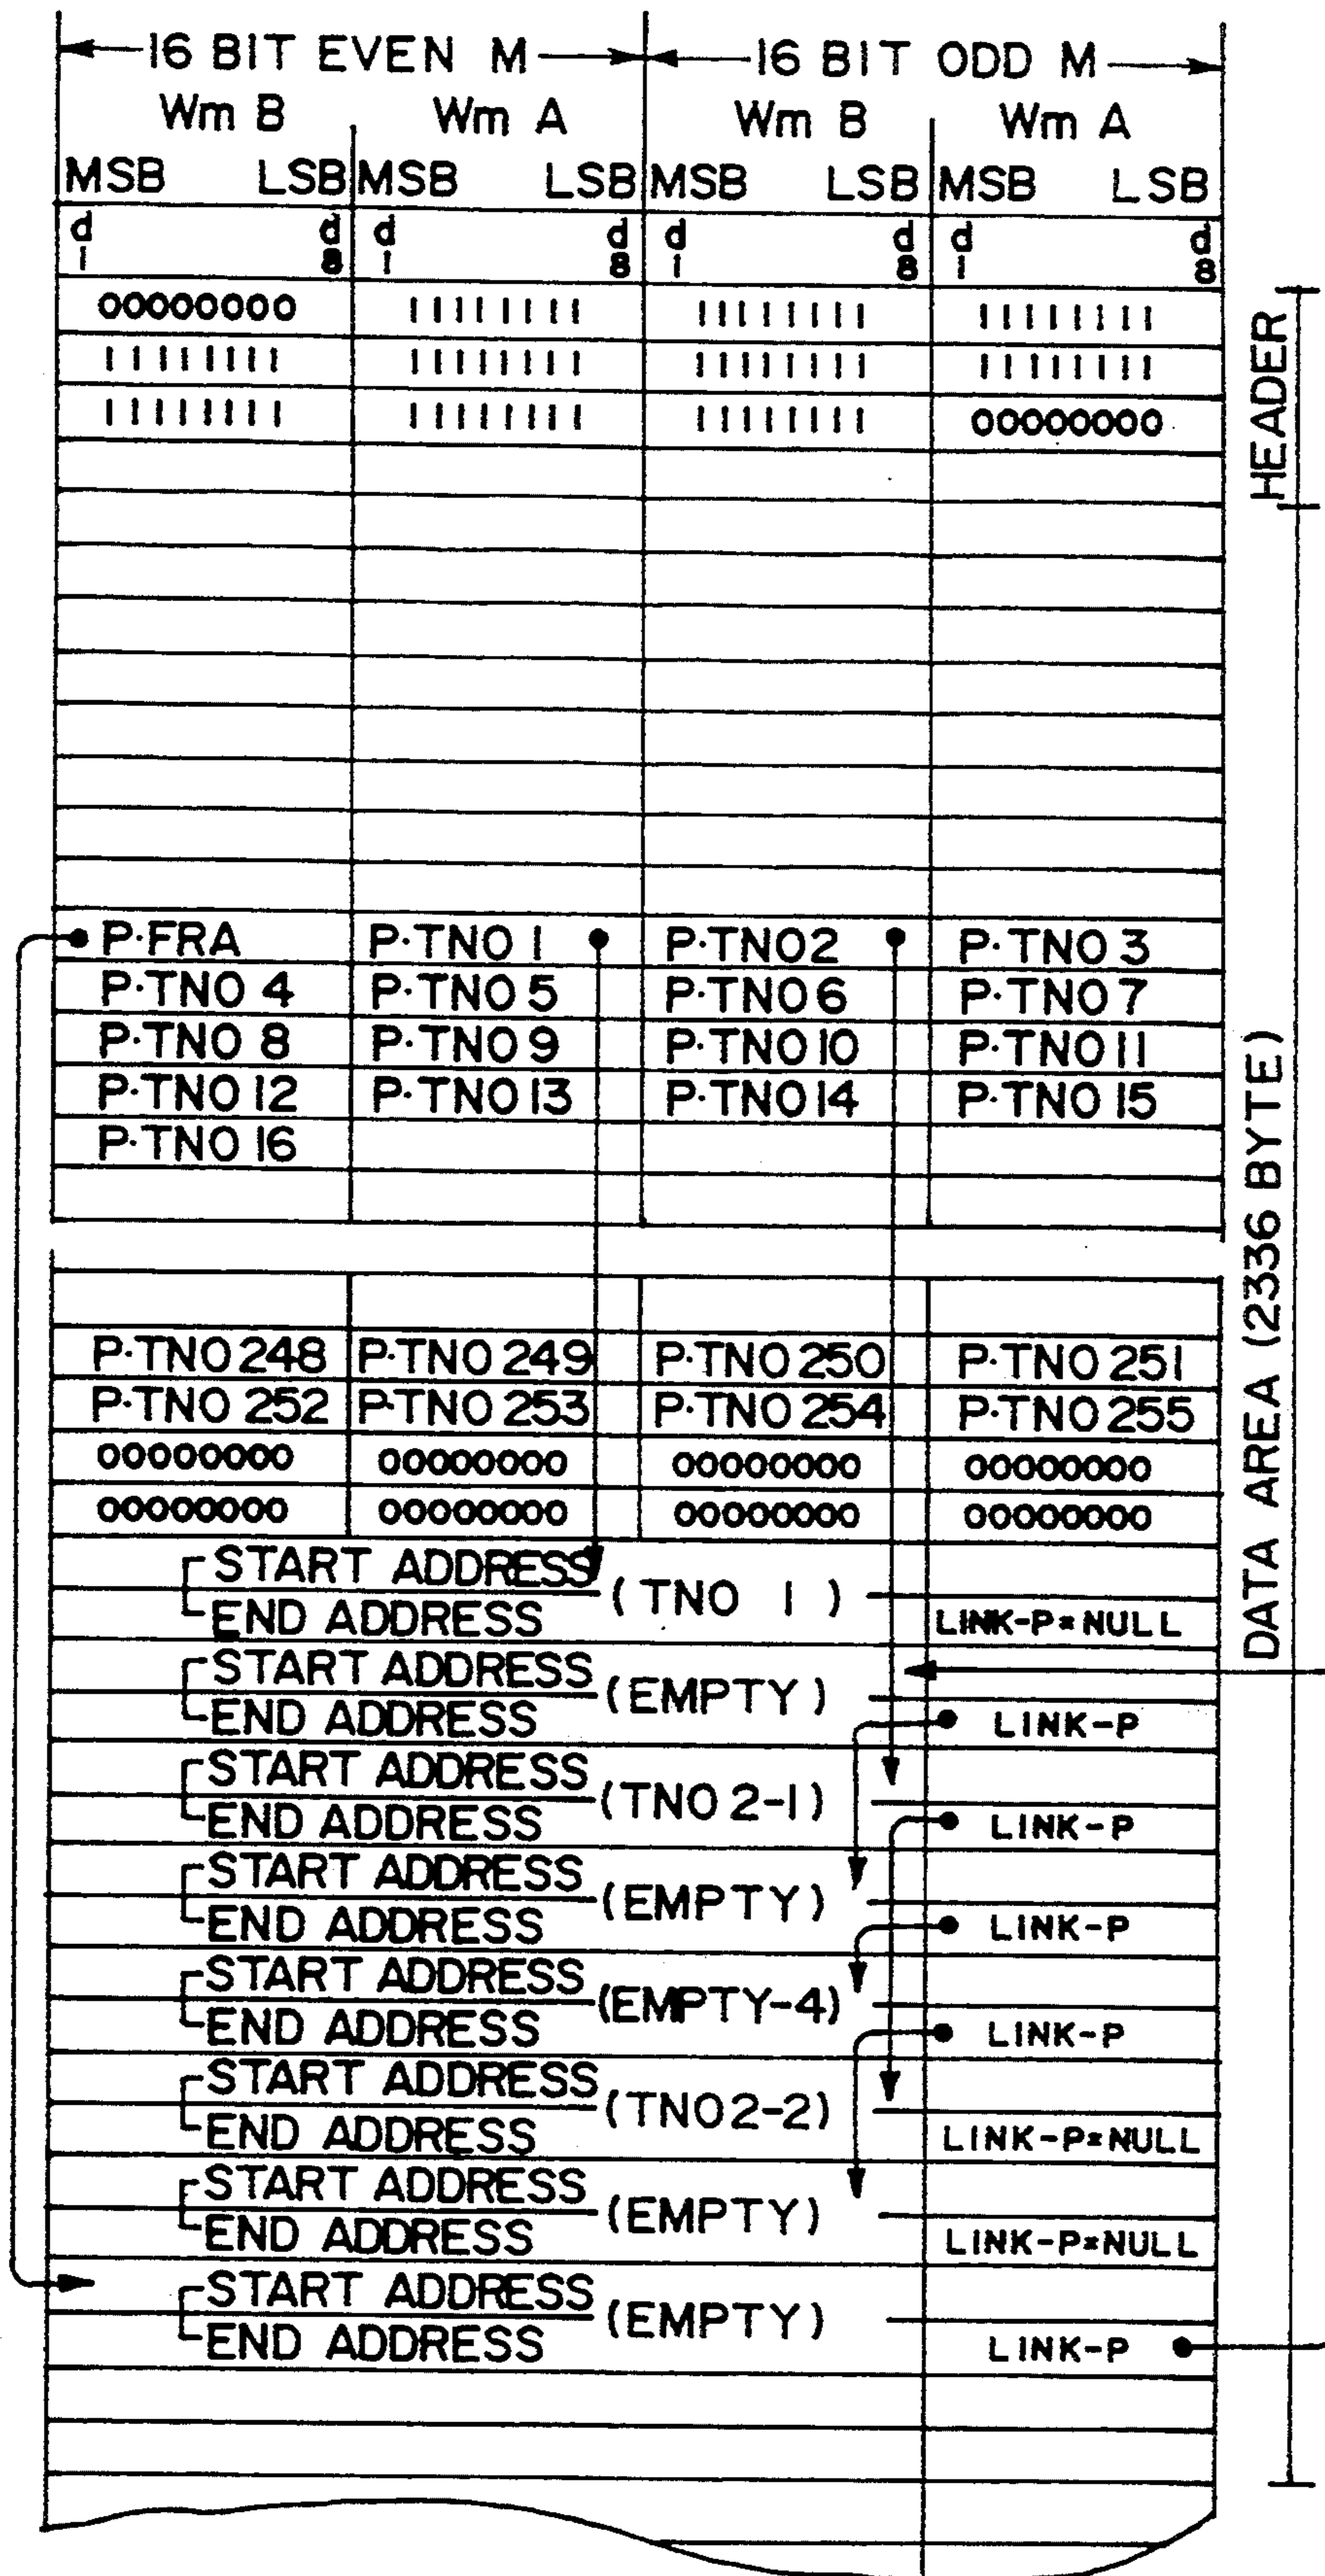 16 BIT EVEN M 16 BIT ODD M
Wm B Wm A Wm B Wm A
MSB LSB MSB LSB MSB LSB MSB LSB
d1 d8 d1 d8 d1 d8 d1 d8
00000000 11111111 11111111 11111111
11111111 11111111 11111111 11111111
11111111 11111111 11111111 00000000
HEADER
P·FRA P·TNO 1 P·TNO2 P·TNO 3
P·TNO 4 P·TNO 5 P·TNO 6 P·TNO 7
P·TNO 8 P·TNO 9 P·TNO 10 P·TNO 11
P·TNO 12 P·TNO 13 P·TNO 14 P·TNO 15
P·TNO 16
P·TNO 248 P·TNO 249 P·TNO 250 P·TNO 251
P·TNO 252 P·TNO 253 P·TNO 254 P·TNO 255
00000000 00000000 00000000 00000000
00000000 00000000 00000000 00000000
DATA AREA (2336 BYTE)
START ADDRESS
(TNO 1)
END ADDRESS LINK-P=NULL
START ADDRESS
(EMPTY)
END ADDRESS LINK-P
START ADDRESS
(TNO 2-1)
END ADDRESS LINK-P
START ADDRESS
(EMPTY)
END ADDRESS LINK-P
START ADDRESS
(EMPTY-4)
END ADDRESS LINK-P
START ADDRESS
(TNO2-2)
END ADDRESS LINK-P=NULL
START ADDRESS
(EMPTY)
END ADDRESS LINK-P=NULL
START ADDRESS
(EMPTY)
END ADDRESS LINK-P